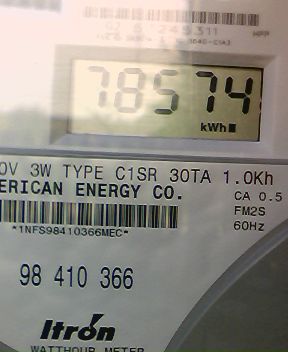 78574
kWh
0V 3W TYPE C1SR 30TA 1.0Kh
ERICAN ENERGY CO.
CA 0.5
FM2S
*1NFS98410366MEC*
60Hz
98 410 366
Itron
WATTHOUR METER